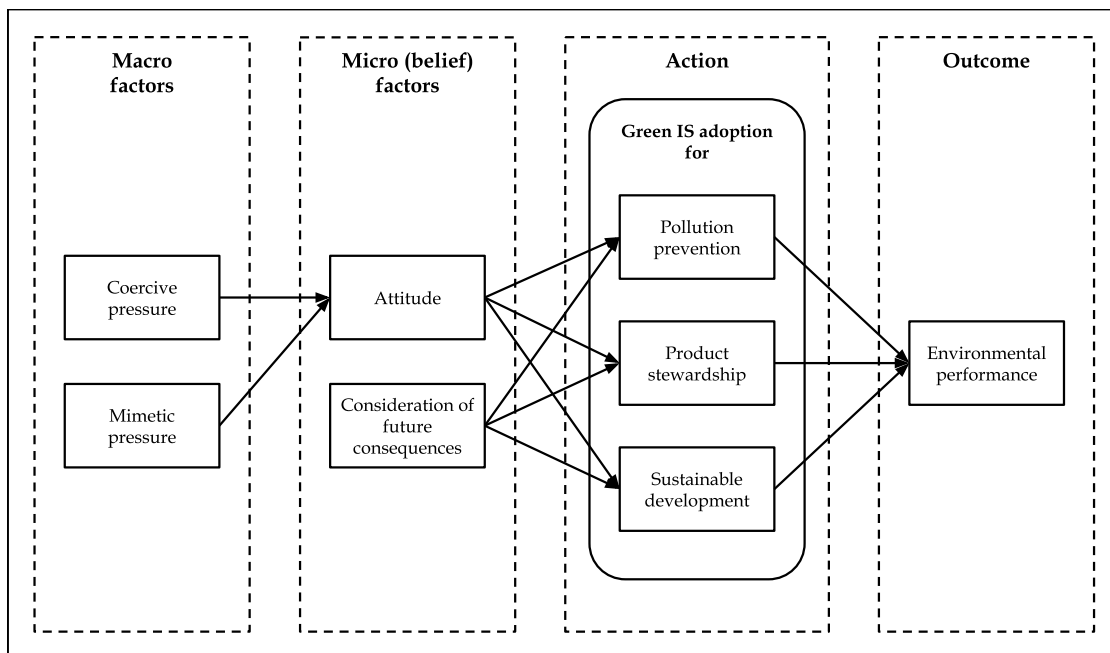 Macro
factors
Micro (belief)
factors
Action
Outcome
Green IS adoption
for
Coercive
pressure
Mimetic
pressure
Attitude
Consideration of
future
consequences
Pollution
prevention
Product
stewardship
Sustainable
development
Environmental
performance